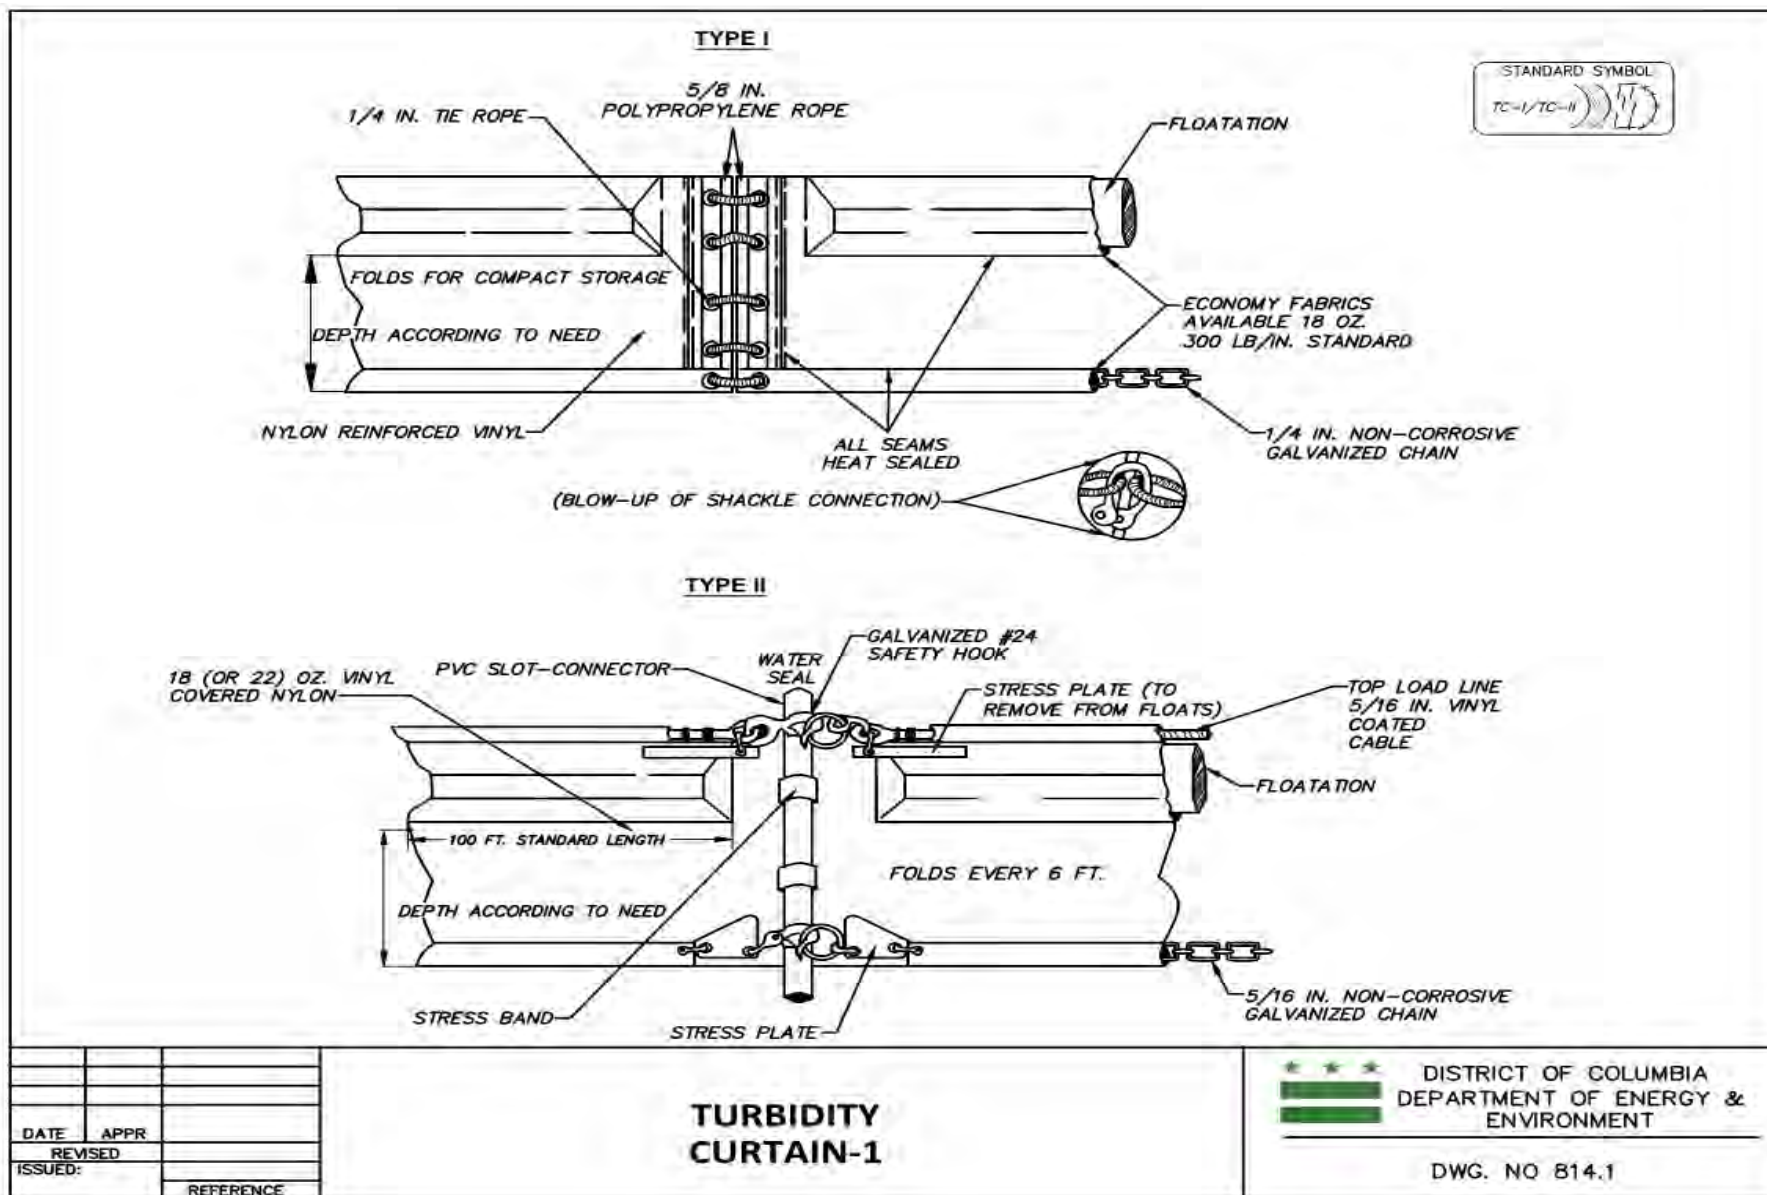 TYPE I
STANDARD SYMBOL
TC-I/TC-II
5/8 IN.
POLYPROPYLENE ROPE
1/4 IN. TIE ROPE
FLOATATION
FOLDS FOR COMPACT STORAGE
DEPTH ACCORDING TO NEED
ECONOMY FABRICS
AVAILABLE 18 OZ.
300 LB/IN. STANDARD
NYLON REINFORCED VINYL
ALL SEAMS
HEAT SEALED
1/4 IN. NON-CORROSIVE
GALVANIZED CHAIN
(BLOW-UP OF SHACKLE CONNECTION)
TYPE II
GALVANIZED #24
SAFETY HOOK
18 (OR 22) OZ. VINYL
COVERED NYLON
PVC SLOT-CONNECTOR
WATER
SEAL
STRESS PLATE (TO
REMOVE FROM FLOATS)
TOP LOAD LINE
5/16 IN. VINYL
COATED
CABLE
FLOATATION
100 FT. STANDARD LENGTH
FOLDS EVERY 6 FT.
DEPTH ACCORDING TO NEED
STRESS BAND
STRESS PLATE
5/16 IN. NON-CORROSIVE
GALVANIZED CHAIN
DATE APPR
REVISED
ISSUED:
REFERENCE
TURBIDITY
CURTAIN-1
DISTRICT OF COLUMBIA
DEPARTMENT OF ENERGY &
ENVIRONMENT
DWG. NO 814.1